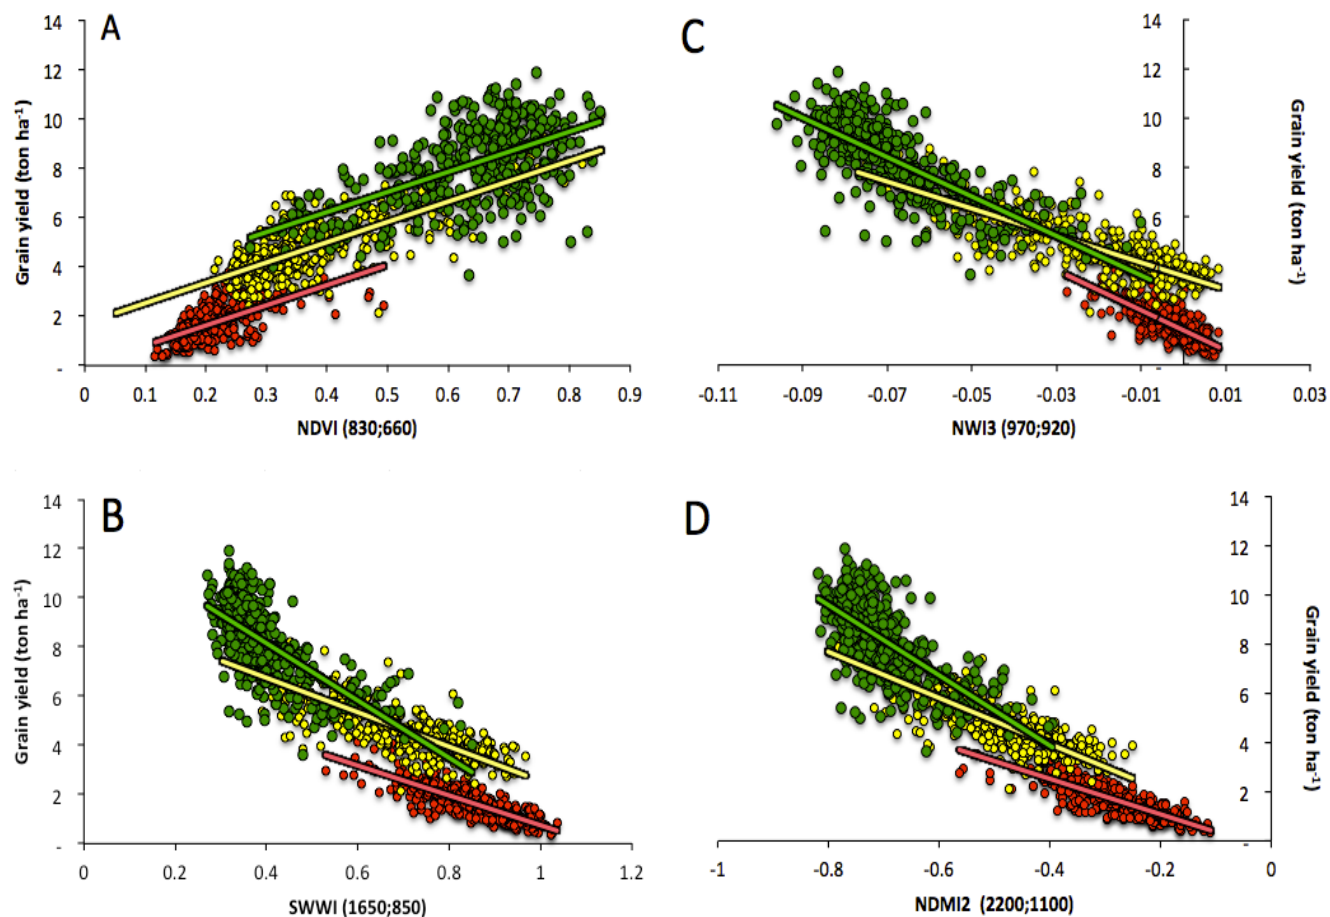 A
14
12
10
8
6
4
2
-
Grain yield (ton ha⁻¹)
0 0.1 0.2 0.3 0.4 0.5 0.6 0.7 0.8 0.9
NDVI (830;660)
C
14
12
10
8
6
4
2
-
Grain yield (ton ha⁻¹)
-0.11 -0.09 -0.07 -0.05 -0.03 -0.01 0.01 0.03
NWI3 (970;920)
B
14
12
10
8
6
4
2
-
Grain yield (ton ha⁻¹)
0 0.2 0.4 0.6 0.8 1 1.2
SWWI (1650;850)
D
14
12
10
8
6
4
2
-
Grain yield (ton ha⁻¹)
-1 -0.8 -0.6 -0.4 -0.2 0
NDMI2 (2200;1100)